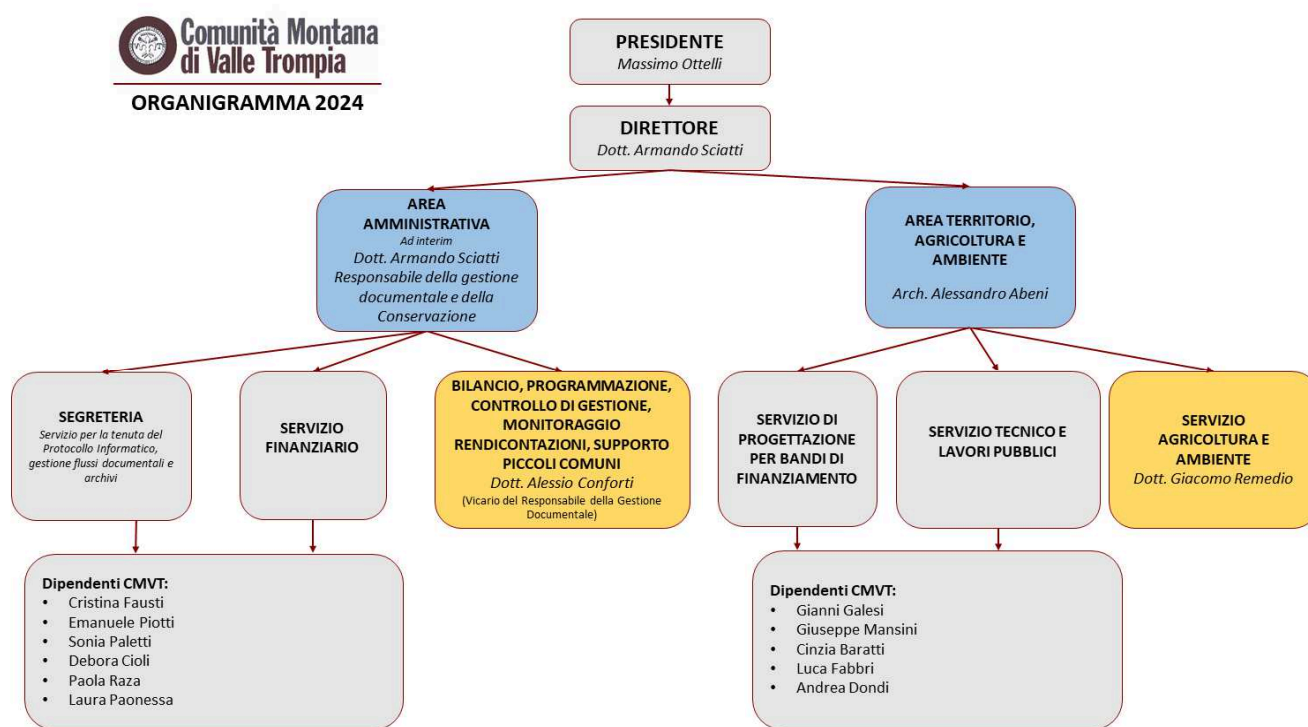 Comunità Montana
di Valle Trompia
ORGANIGRAMMA 2024
PRESIDENTE
Massimo Ottelli
DIRETTORE
Dott. Armando Sciatti
AREA
AMMINISTRATIVA
Ad interim
Dott. Armando Sciatti
Responsabile della gestione
documentale e della
Conservazione
AREA TERRITORIO,
AGRICOLTURA E
AMBIENTE
Arch. Alessandro Abeni
SEGRETERIA
Servizio per la tenuta del
Protocollo Informatico,
gestione flussi documentali e
archivi
SERVIZIO
FINANZIARIO
BILANCIO, PROGRAMMAZIONE,
CONTROLLO DI GESTIONE,
MONITORAGGIO
RENDICONTAZIONI, SUPPORTO
PICCOLI COMUNI
Dott. Alessio Conforti
(Vicario del Responsabile della Gestione
Documentale)
SERVIZIO DI
PROGETTAZIONE
PER BANDI DI
FINANZIAMENTO
SERVIZIO TECNICO E
LAVORI PUBBLICI
SERVIZIO
AGRICOLTURA E
AMBIENTE
Dott. Giacomo Remedio
Dipendenti CMVT:
• Cristina Fausti
• Emanuele Piotti
• Sonia Paletti
• Debora Cioli
• Paola Raza
• Laura Paonessa
Dipendenti CMVT:
• Gianni Galesi
• Giuseppe Mansini
• Cinzia Baratti
• Luca Fabbri
• Andrea Dondi